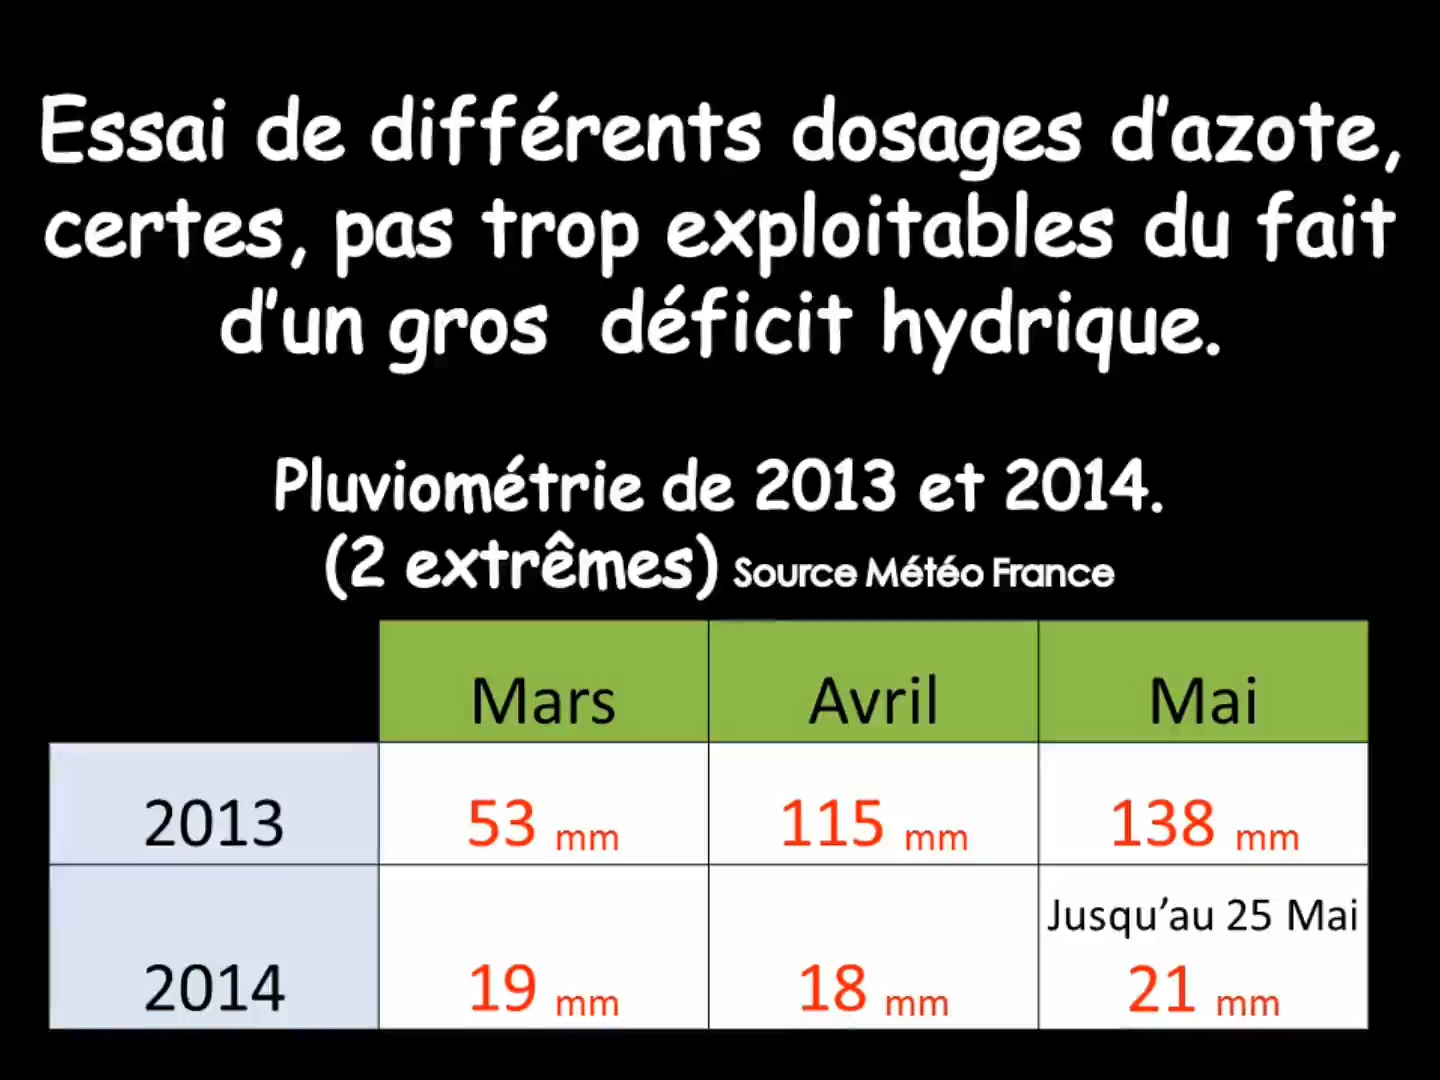 Essai de différents dosages d’azote,
certes, pas trop exploitables du fait
d’un gros déficit hydrique.
Pluviométrie de 2013 et 2014.
(2 extrêmes) Source Météo France
Mars Avril Mai
2013 53 mm 115 mm 138 mm
Jusqu’au 25 Mai
2014 19 mm 18 mm 21 mm